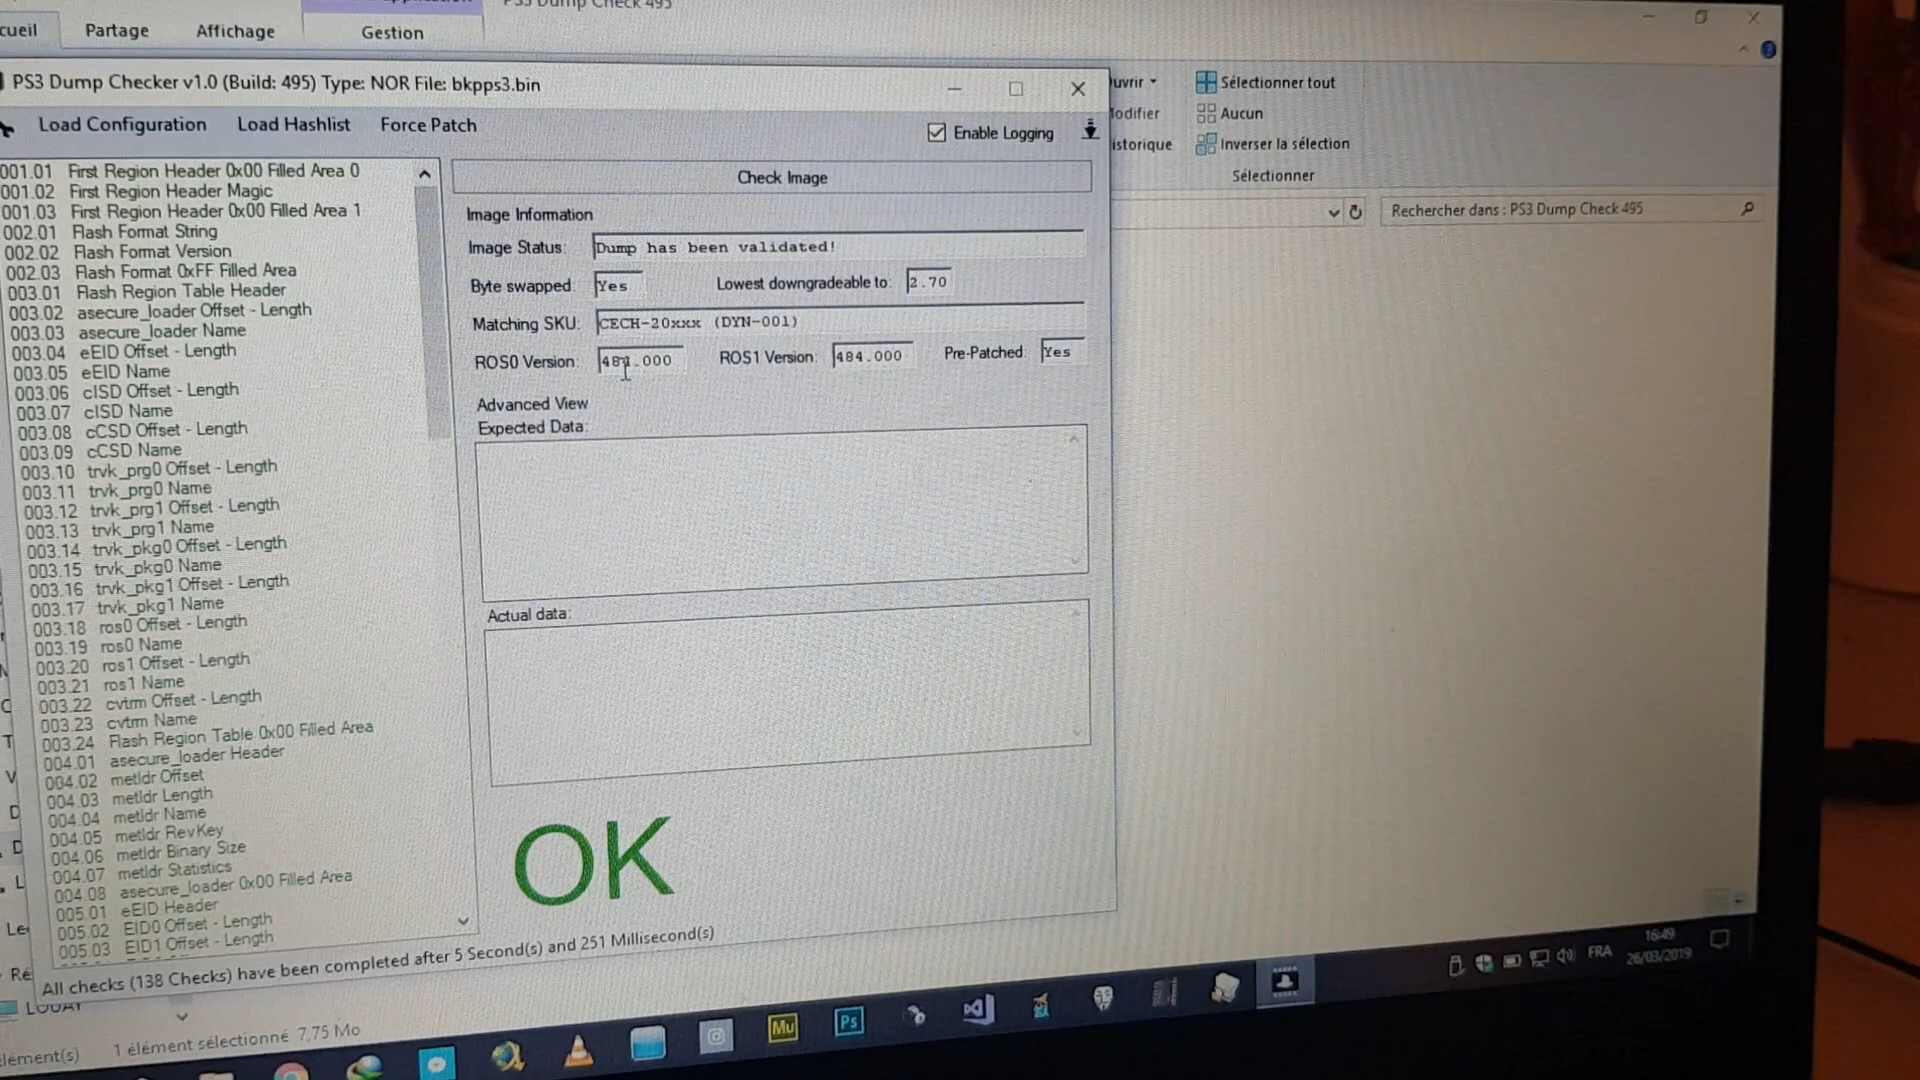 PS3 Dump Check 495
cueil Partage Affichage Gestion
PS3 Dump Checker v1.0 (Build: 495) Type: NOR File: bkpps3.bin
Load Configuration Load Hashlist Force Patch
Enable Logging
Sélectionner tout
Aucun
istorique Inverser la sélection
Sélectionner
Rechercher dans : PS3 Dump Check 495
001.01 First Region Header 0x00 Filled Area 0
001.02 First Region Header Magic
001.03 First Region Header 0x00 Filled Area 1
002.01 Flash Format String
002.02 Flash Format Version
002.03 Flash Format 0xFF Filled Area
003.01 Flash Region Table Header
003.02 asecure_loader Offset - Length
003.03 asecure_loader Name
003.04 eEID Offset - Length
003.05 eEID Name
003.06 cISD Offset - Length
003.07 cISD Name
003.08 cCSD Offset - Length
003.09 cCSD Name
003.10 trvk_prg0 Offset - Length
003.11 trvk_prg0 Name
003.12 trvk_prg1 Offset - Length
003.13 trvk_prg1 Name
003.14 trvk_pkg0 Offset - Length
003.15 trvk_pkg0 Name
003.16 trvk_pkg1 Offset - Length
003.17 trvk_pkg1 Name
003.18 ros0 Offset - Length
003.19 ros0 Name
003.20 ros1 Offset - Length
003.21 ros1 Name
003.22 cvtrm Offset - Length
003.23 cvtrm Name
003.24 Flash Region Table 0x00 Filled Area
004.01 asecure_loader Header
004.02 metldr Offset
004.03 metldr Length
004.04 metldr Name
004.05 metldr RevKey
004.06 metldr Binary Size
004.07 metldr Statistics
004.08 asecure_loader 0x00 Filled Area
005.01 eEID Header
005.02 EID0 Offset - Length
005.03 EID1 Offset - Length
Check Image
Image Information
Image Status: Dump has been validated!
Byte swapped: Yes Lowest downgradeable to: 2.70
Matching SKU: CECH-20xxx (DYN-001)
ROS0 Version: ROS1 Version: 484.000 Pre-Patched: Yes
Advanced View
Expected Data:
Actual data:
OK
All checks (138 Checks) have been completed after 5 Second(s) and 251 Millisecond(s)
LOUAY
élément(s) 1 élément sélectionné 7,75 Mo
Mu Ps
FRA 16:49
26/03/2019